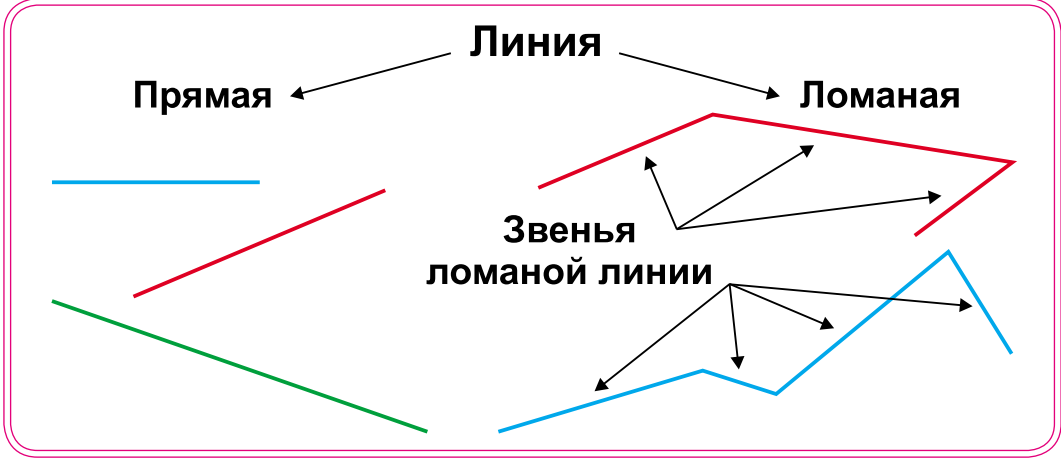 Линия
Прямая
Ломаная
Звенья
ломаной линии